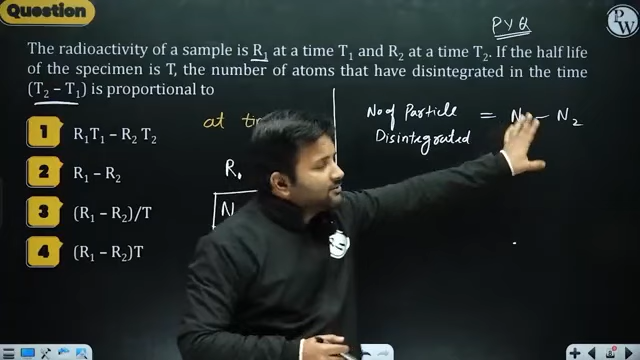 Question
PYQ
PW
The radioactivity of a sample is R₁ at a time T₁ and R₂ at a time T₂. If the half life
of the specimen is T, the number of atoms that have disintegrated in the time
(T₂ – T₁) is proportional to
1 R₁T₁ – R₂ T₂
2 R₁ – R₂
3 (R₁ – R₂)/T
4 (R₁ – R₂)T
at
R₁
N
No of Particle
Disintegrated = N – N₂